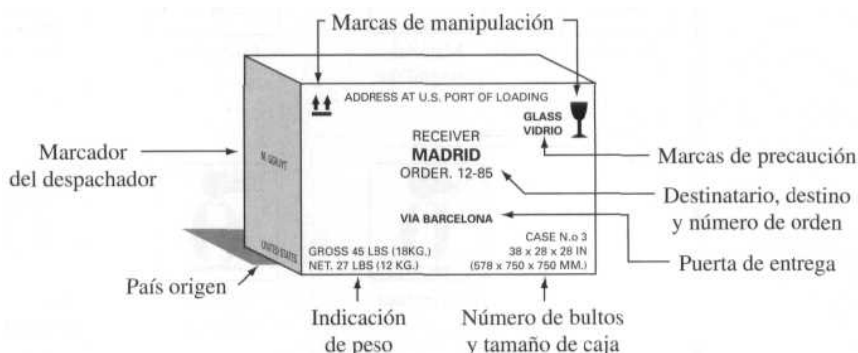 Marcas de manipulación
ADDRESS AT U.S. PORT OF LOADING
GLASS
VIDRIO
RECEIVER
MADRID
ORDER. 12-85
VIA BARCELONA
CASE N.o 3
GROSS 45 LBS (18KG.)
38 x 28 x 28 IN
NET. 27 LBS (12 KG.)
(578 x 750 x 750 MM.)
UNITED STATES
Marcador
del despachador
País origen
Indicación
de peso
Número de bultos
y tamaño de caja
Marcas de precaución
Destinatario, destino
y número de orden
Puerta de entrega